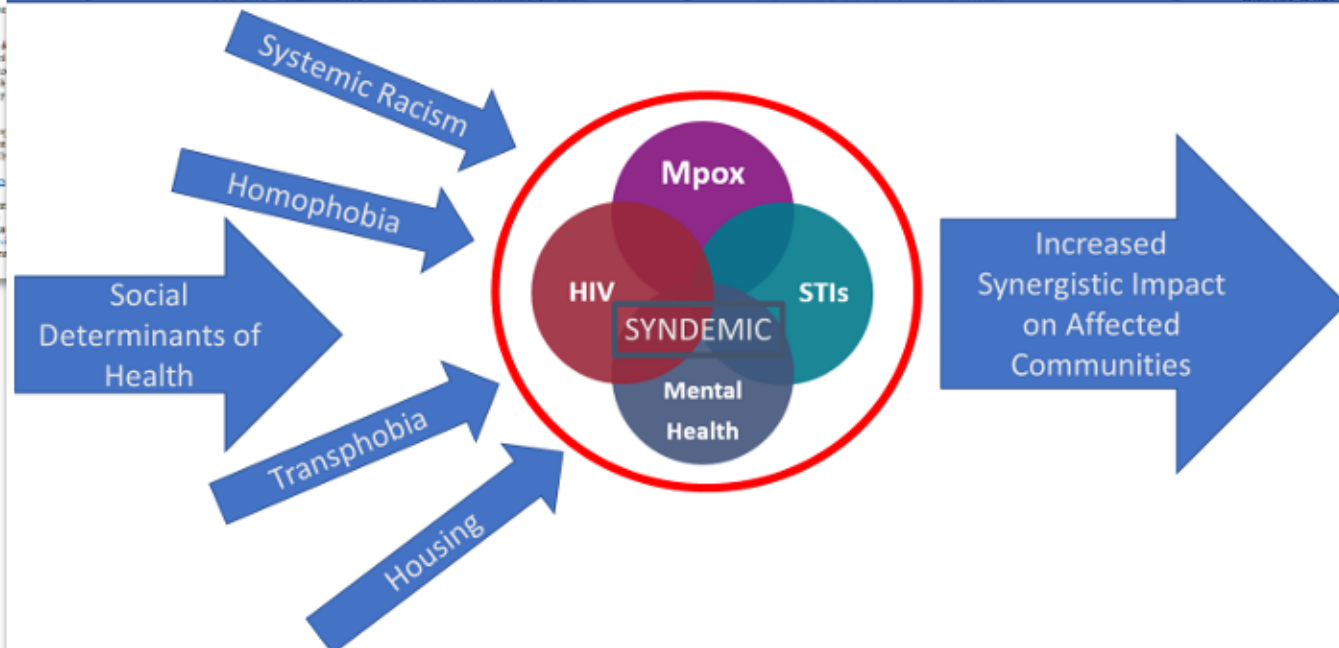 Systemic Racism
Homophobia
Social
Determinants of
Health
Transphobia
Housing
Mpox
HIV
STIs
SYNDEMIC
Mental
Health
Increased
Synergistic Impact
on Affected
Communities